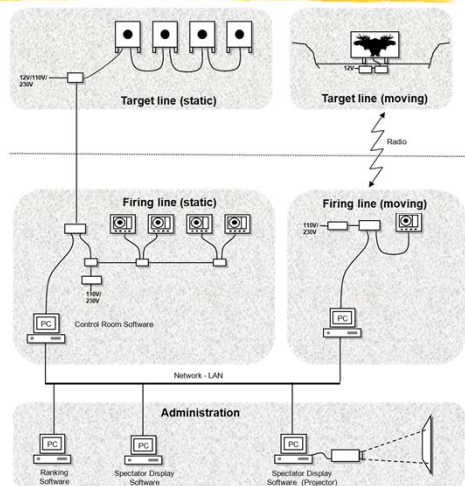 12V/110V/
230V
Target line (static)
12V
Target line (moving)
Radio
Firing line (static)
110V/
230V
PC
Control Room Software
Firing line (moving)
110V/
230V
PC
Network - LAN
Administration
PC
Ranking
Software
PC
Spectator Display
Software
PC
Spectator Display
Software (Projector)